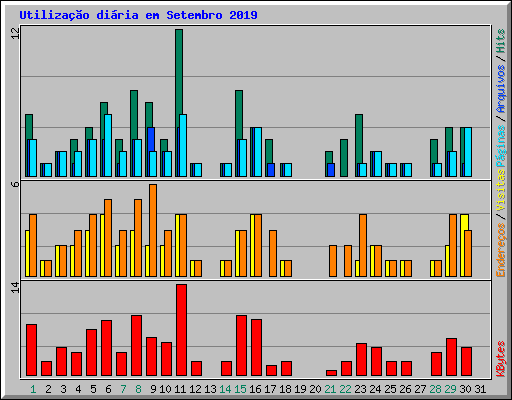 Utilização diária em Setembro 2019
12
6
14
Páginas / Arquivos / Hits
Endereços / Visitas
KBytes
1 2 3 4 5 6 7 8 9 10 11 12 13 14 15 16 17 18 19 20 21 22 23 24 25 26 27 28 29 30 31